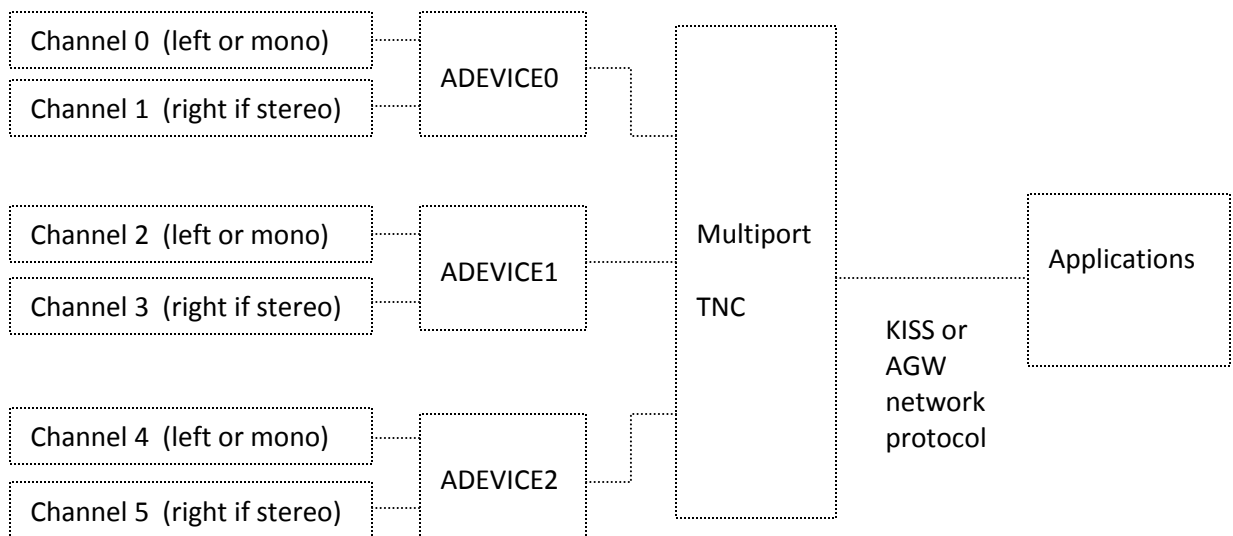 Channel 0  (left or mono)
Channel 1  (right if stereo)
ADEVICE0
Channel 2  (left or mono)
Channel 3  (right if stereo)
ADEVICE1
Channel 4  (left or mono)
Channel 5  (right if stereo)
ADEVICE2
Multiport
TNC
KISS or
AGW
network
protocol
Applications